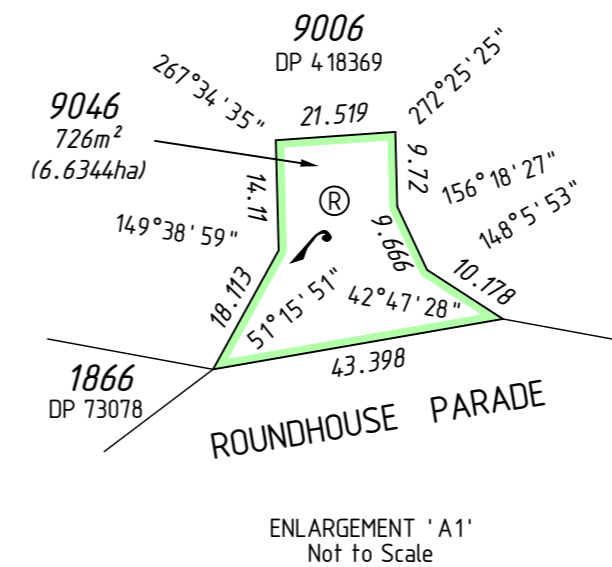 9006
DP 418369
267°34'35"
272°25'25"
21.519
9046
726m²
(6.6344ha)
9.72
14.11
®
156°18'27"
148°5'53"
149°38'59"
9.666
10.178
18.113
51°15'51"
42°47'28"
43.398
1866
DP 73078
ROUNDHOUSE PARADE
ENLARGEMENT 'A1'
Not to Scale